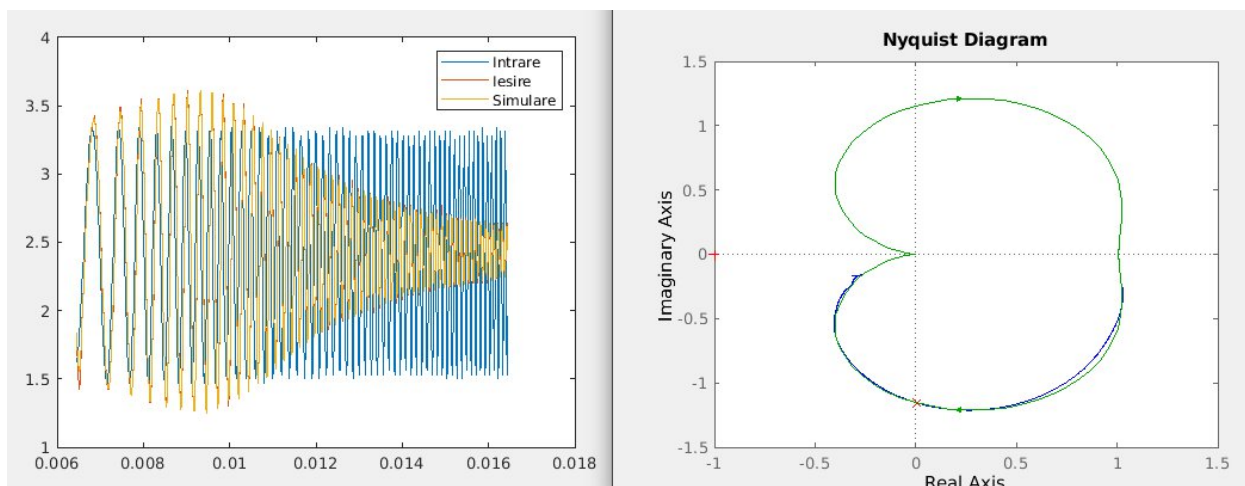 4
3.5
3
2.5
2
1.5
1
0.006 0.008 0.01 0.012 0.014 0.016 0.018
Intrare
Iesire
Simulare
Nyquist Diagram
Imaginary Axis
1.5
1
0.5
0
-0.5
-1
-1.5
-1 -0.5 0 0.5 1 1.5
Real Axis